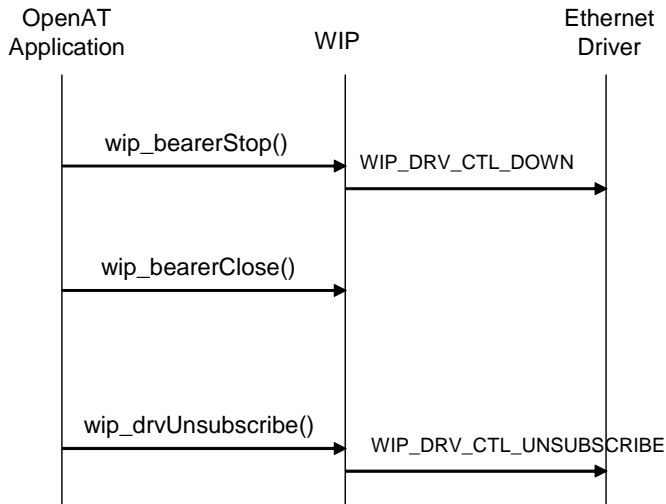 OpenAT
Application
WIP
Ethernet
Driver
wip_bearerStop()
WIP_DRV_CTL_DOWN
wip_bearerClose()
wip_drvUnsubscribe()
WIP_DRV_CTL_UNSUBSCRIBE